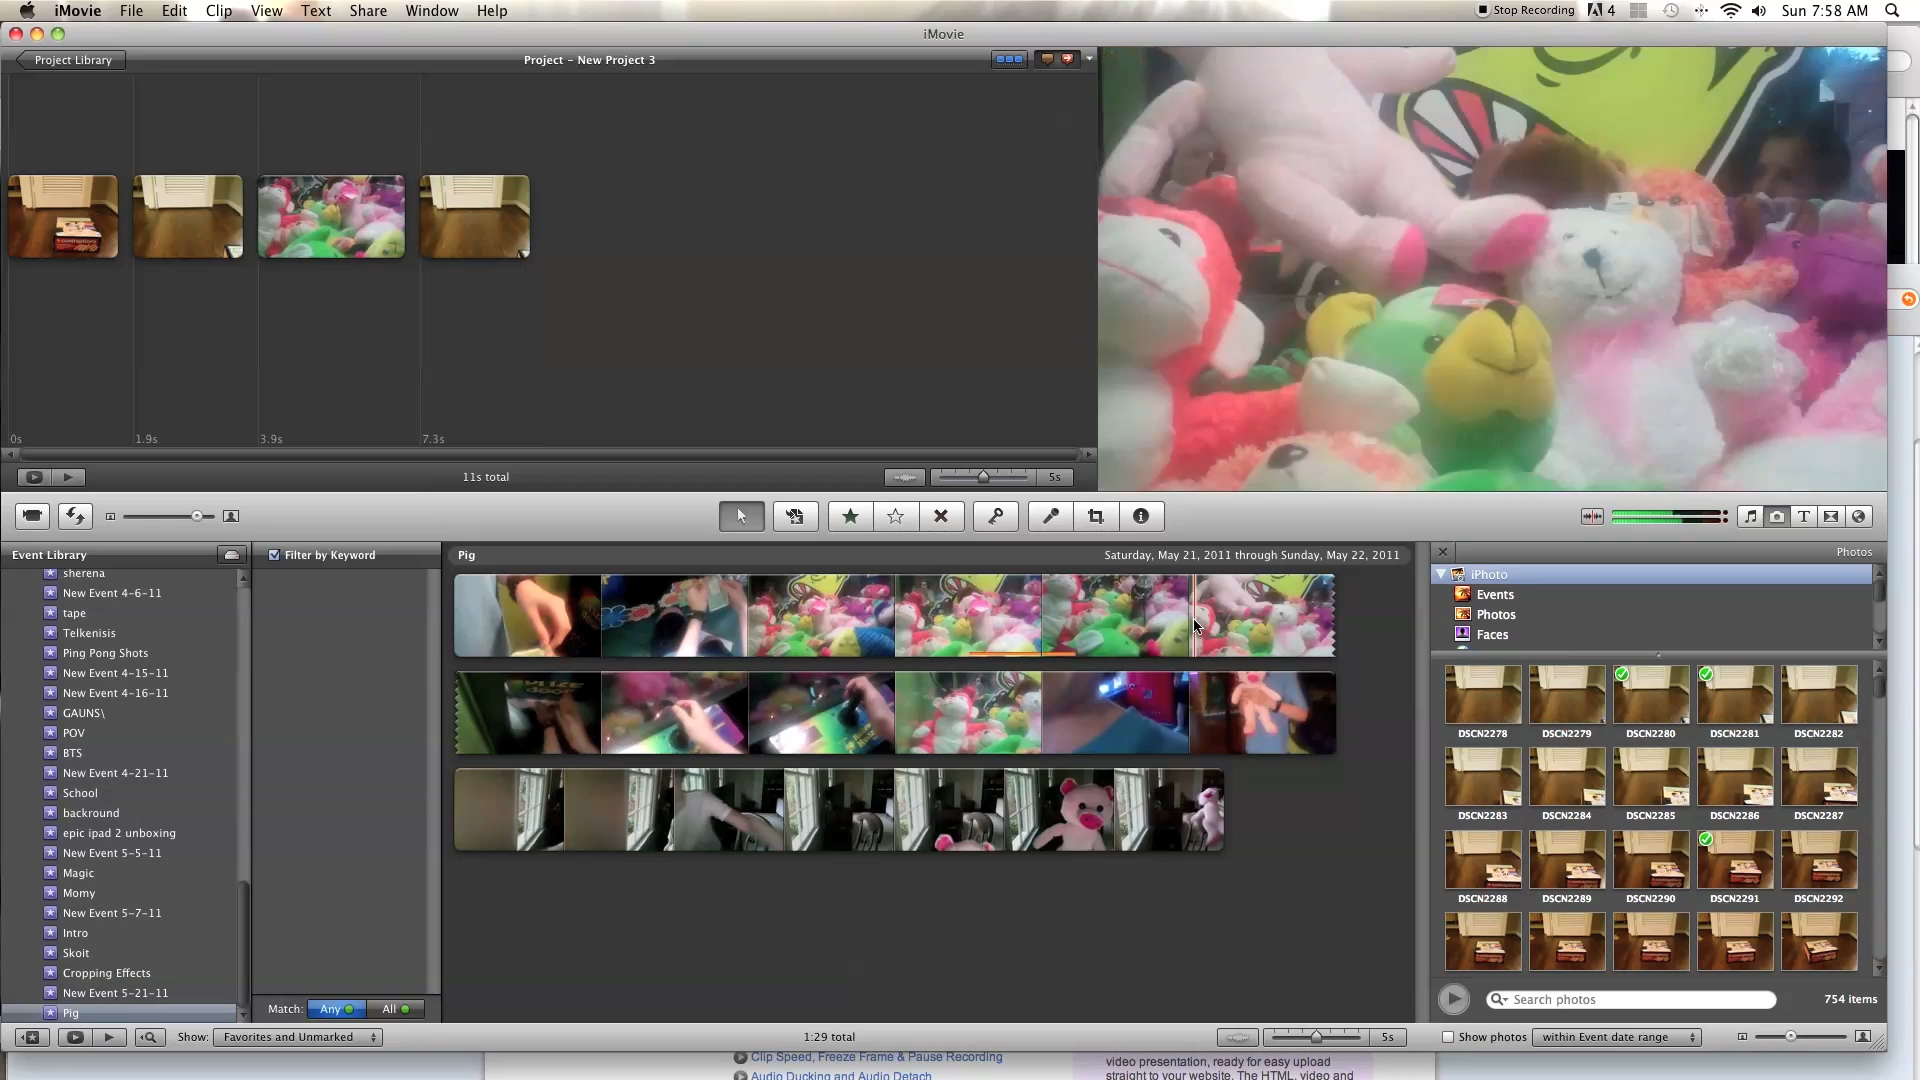 iMovie File Edit Clip View Text Share Window Help Stop Recording 4 Sun 7:58 AM
iMovie
Project Library Project - New Project 3
0s 1.9s 3.9s 7.3s
11s total 5s
Event Library Filter by Keyword Pig Saturday, May 21, 2011 through Sunday, May 22, 2011 Photos
sherena
New Event 4-6-11
tape
Telkenisis
Ping Pong Shots
New Event 4-15-11
New Event 4-16-11
GAUNS\
POV
BTS
New Event 4-21-11
School
backround
epic ipad 2 unboxing
New Event 5-5-11
Magic
Momy
New Event 5-7-11
Intro
Skoit
Cropping Effects
New Event 5-21-11
Pig
Match: Any All
iPhoto
Events
Photos
Faces
DSCN2278 DSCN2279 DSCN2280 DSCN2281 DSCN2282
DSCN2283 DSCN2284 DSCN2285 DSCN2286 DSCN2287
DSCN2288 DSCN2289 DSCN2290 DSCN2291 DSCN2292
Search photos 754 items
Show: Favorites and Unmarked 1:29 total 5s Show photos within Event date range
Clip Speed, Freeze Frame & Pause Recording
Audio Ducking and Audio Detach
video presentation, ready for easy upload
straight to your website. The HTML, video and